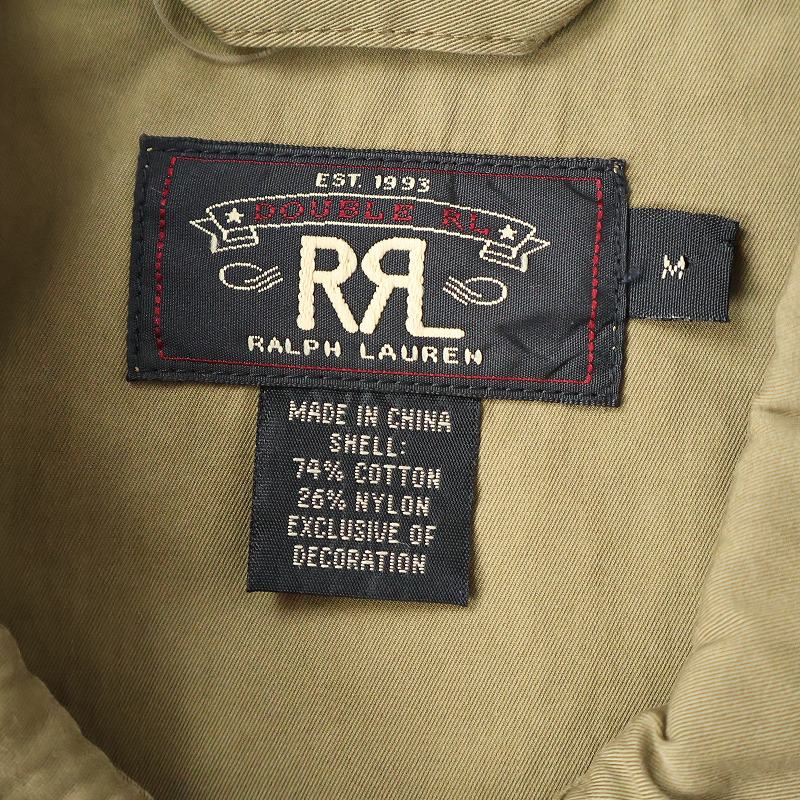 EST. 1993
DOUBLE RL
RRL
RALPH LAUREN
M
MADE IN CHINA
SHELL:
74% COTTON
26% NYLON
EXCLUSIVE OF
DECORATION